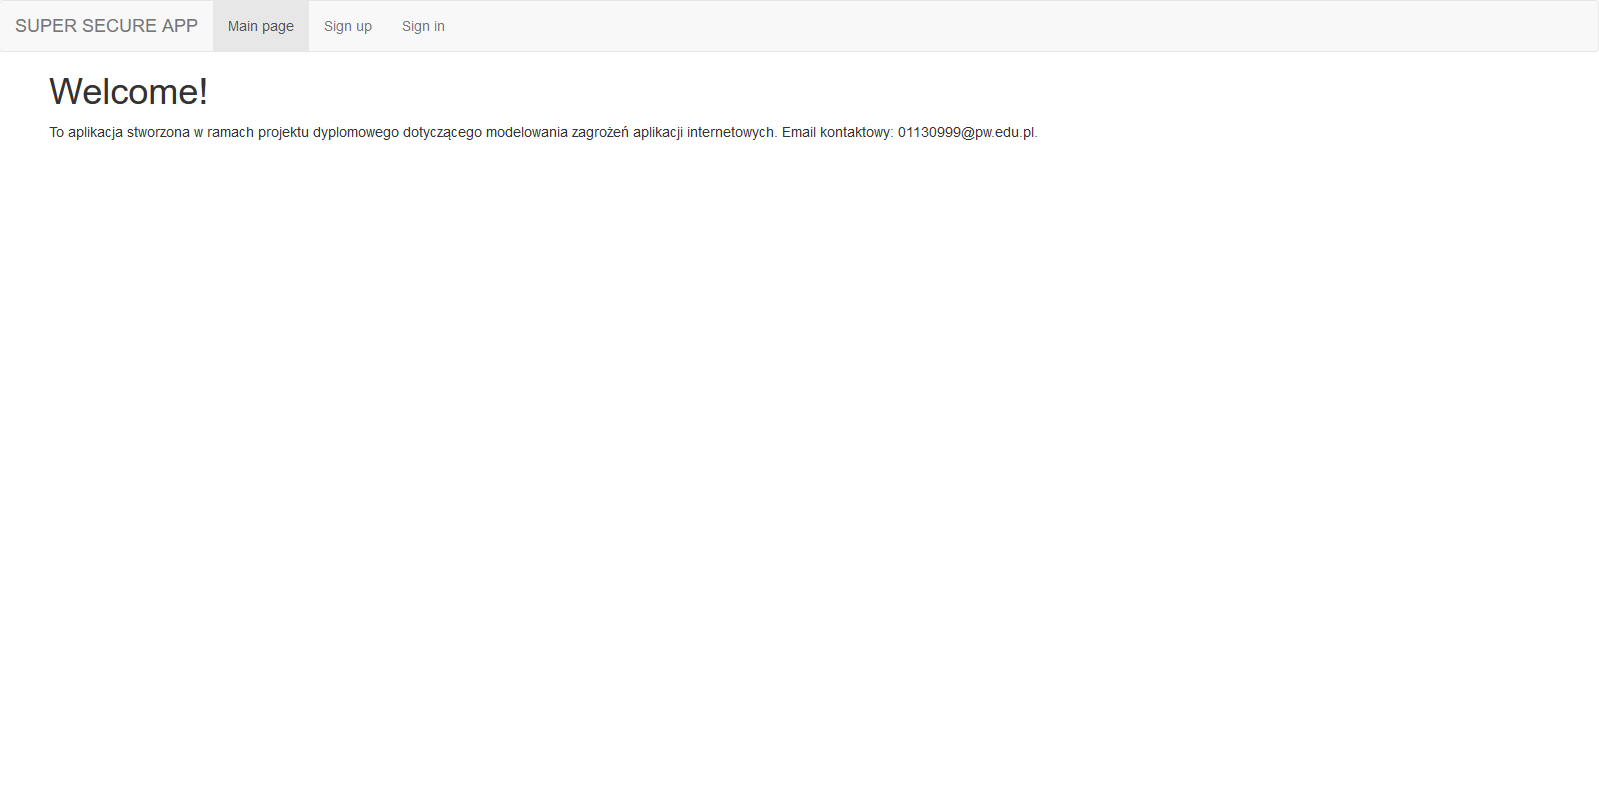 SUPER SECURE APP Main page Sign up Sign in
Welcome!
To aplikacja stworzona w ramach projektu dyplomowego dotyczącego modelowania zagrożeń aplikacji internetowych. Email kontaktowy: 01130999@pw.edu.pl.